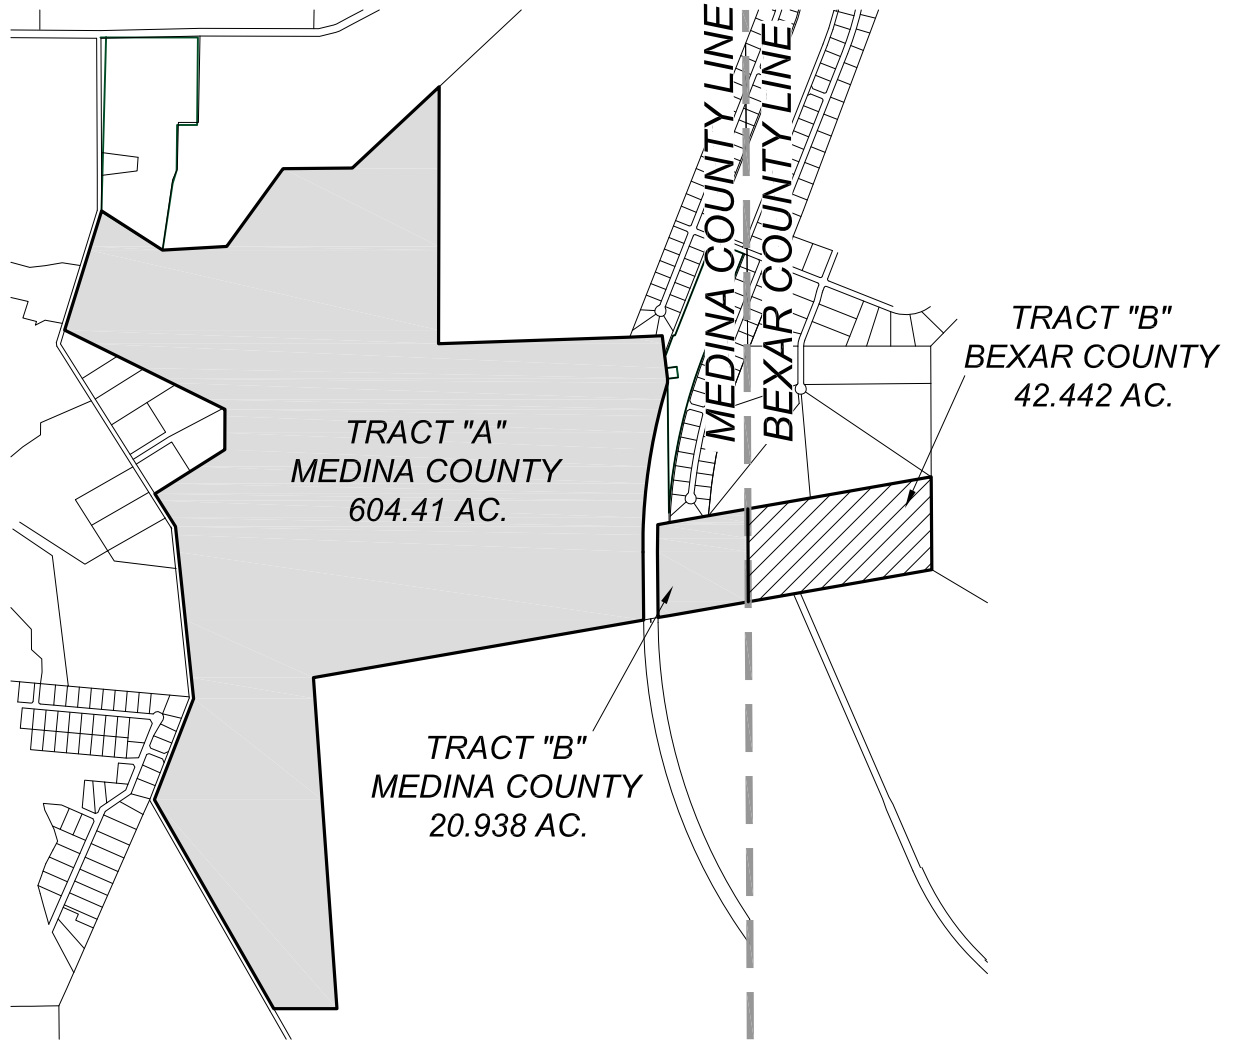 MEDINA COUNTY LINE
BEXAR COUNTY LINE
TRACT "B"
BEXAR COUNTY
42.442 AC.
TRACT "A"
MEDINA COUNTY
604.41 AC.
TRACT "B"
MEDINA COUNTY
20.938 AC.